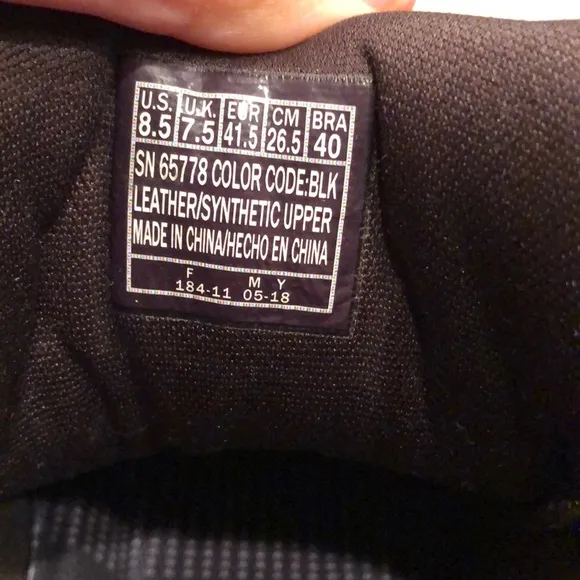 U.S. U.K. EUR CM BRA
8.5 7.5 41.5 26.5 40
SN 65778 COLOR CODE:BLK
LEATHER/SYNTHETIC UPPER
MADE IN CHINA/HECHO EN CHINA
F M Y
184-11 05-18